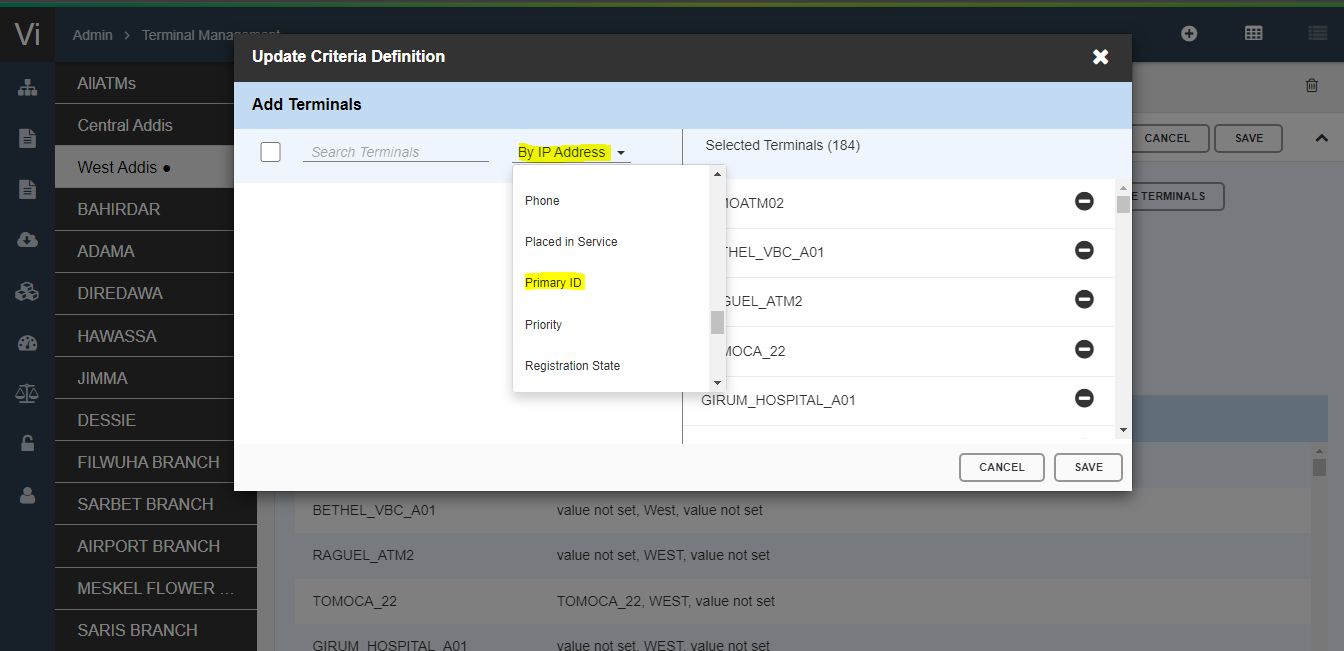 Vi
Admin > Terminal Management
Update Criteria Definition
Add Terminals
Search Terminals
By IP Address
Selected Terminals (184)
Phone
Placed in Service
Primary ID
Priority
Registration State
MOATM02
THEL_VBC_A01
GUEL_ATM2
MOCA_22
GIRUM_HOSPITAL_A01
CANCEL
SAVE
AllATMs
Central Addis
West Addis ●
BAHIRDAR
ADAMA
DIREDAWA
HAWASSA
JIMMA
DESSIE
FILWUHA BRANCH
SARBET BRANCH
AIRPORT BRANCH
MESKEL FLOWER ...
SARIS BRANCH
CANCEL
SAVE
E TERMINALS
BETHEL_VBC_A01 value not set, West, value not set
RAGUEL_ATM2 value not set, WEST, value not set
TOMOCA_22 TOMOCA_22, WEST, value not set
GIRUM_HOSPITAL_A01 value not set, WEST, value not set